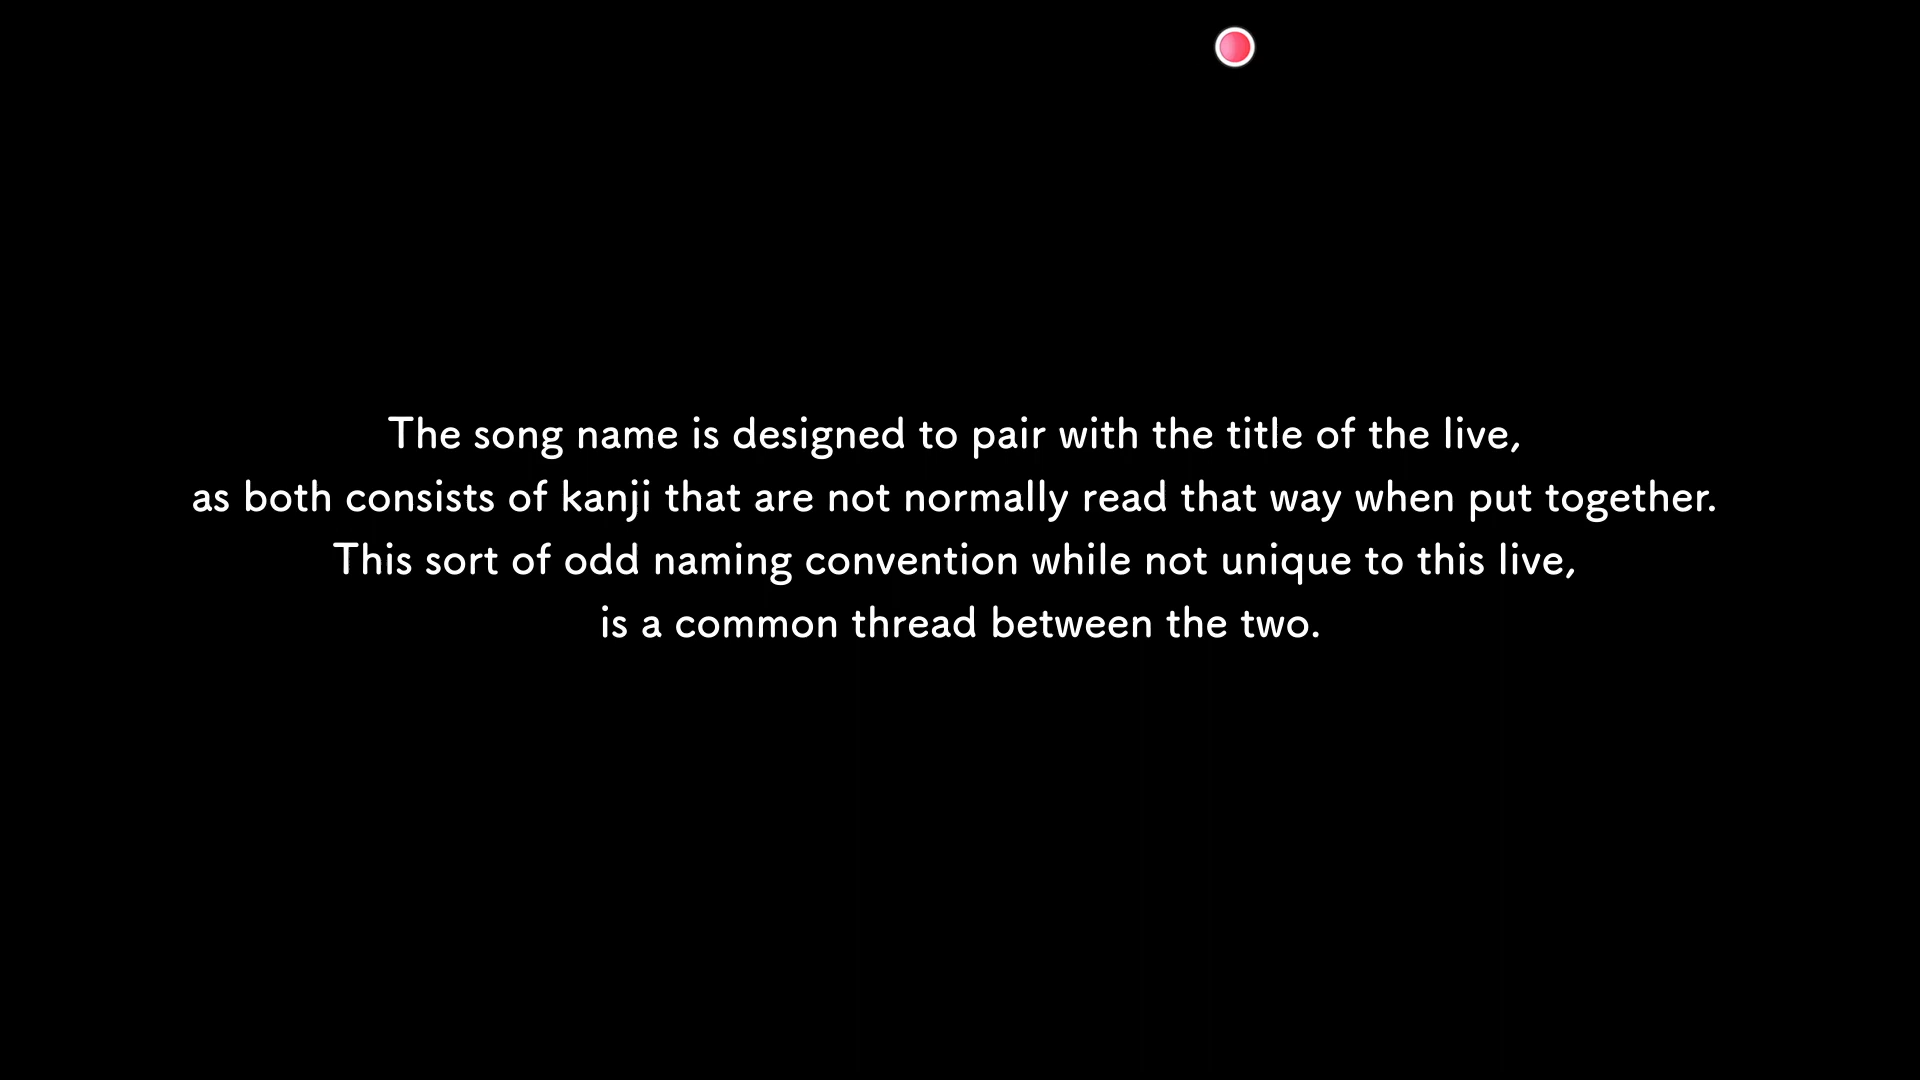 The song name is designed to pair with the title of the live,
as both consists of kanji that are not normally read that way when put together.
This sort of odd naming convention while not unique to this live,
is a common thread between the two.